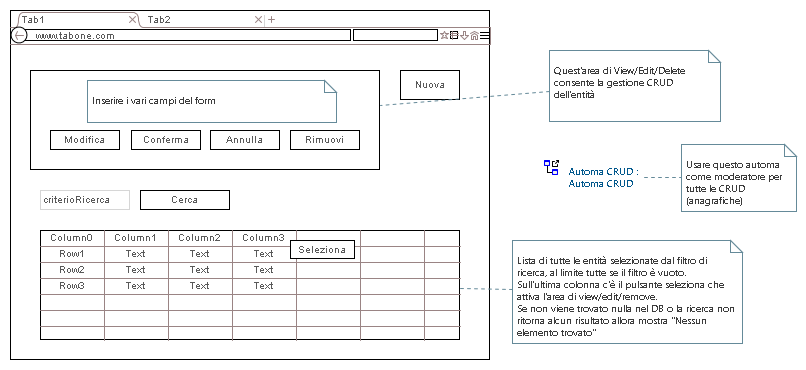 Tab1
Tab2
+
www.tabone.com
Inserire i vari campi del form
Nuova
Modifica
Conferma
Annulla
Rimuovi
Quest'area di View/Edit/Delete
consente la gestione CRUD
dell'entità
Automa CRUD :
Automa CRUD
Usare questo automa
come moderatore per
tutte le CRUD
(anagrafiche)
criterioRicerca
Cerca
Column0 Column1 Column2 Column3
Seleziona
Row1 Text Text Text
Row2 Text Text Text
Row3 Text Text Text
Lista di tutte le entità selezionate dal filtro di
ricerca, al limite tutte se il filtro è vuoto.
Sull'ultima colonna c'è il pulsante seleziona che
attiva l'area di view/edit/remove.
Se non viene trovato nulla nel DB o la ricerca non
ritorna alcun risultato allora mostra "Nessun
elemento trovato"